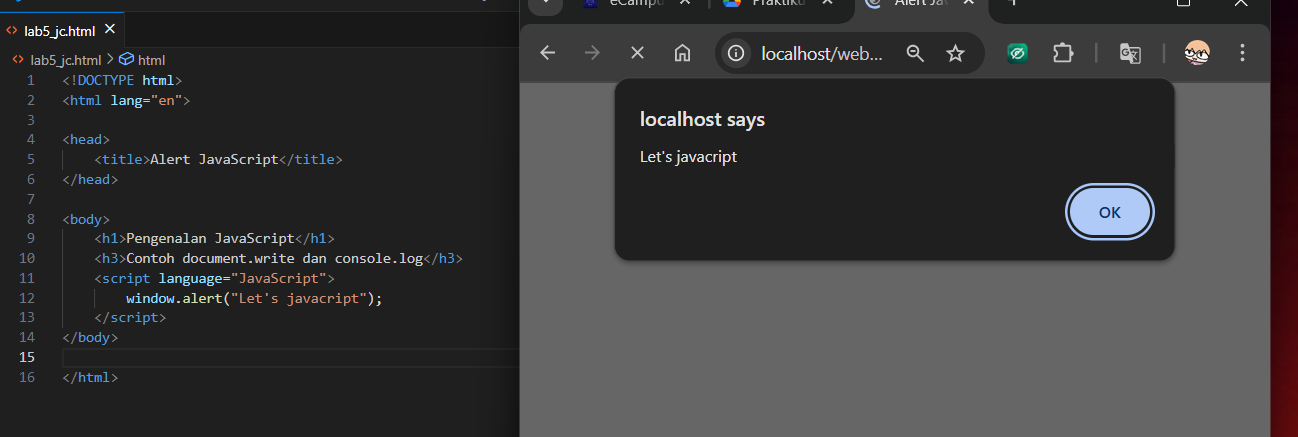 lab5_jc.html
lab5_jc.html > html
1 <!DOCTYPE html>
2 <html lang="en">
3
4 <head>
5 <title>Alert JavaScript</title>
6 </head>
7
8 <body>
9 <h1>Pengenalan JavaScript</h1>
10 <h3>Contoh document.write dan console.log</h3>
11 <script language="JavaScript">
12 window.alert("Let's javacript");
13 </script>
14 </body>
15
16 </html>
eCampu
Praktiku
Alert Jav
localhost/web...
localhost says
Let's javacript
OK